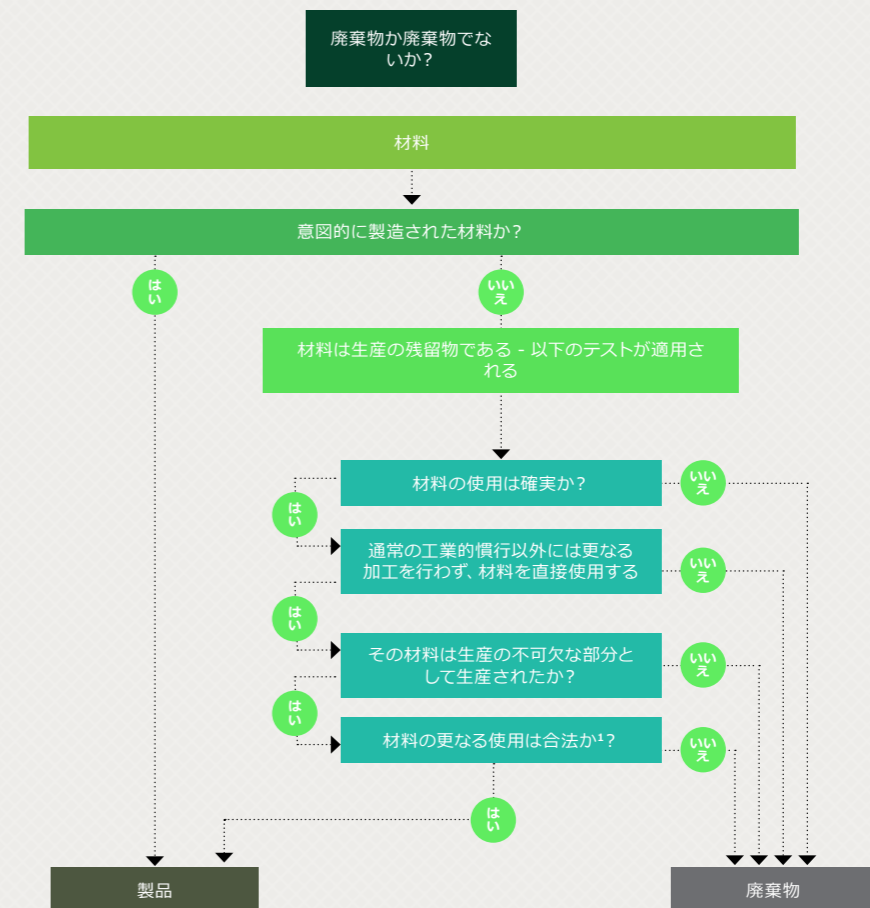 廃棄物か廃棄物でな
いか?
材料
意図的に製造された材料か?
はい
いいえ
材料は生産の残留物である - 以下のテストが適用さ
れる
材料の使用は確実か?
いいえ
はい
通常の工業的慣行以外には更なる
加工を行わず、材料を直接使用する
いいえ
はい
その材料は生産の不可欠な部分と
して生産されたか?
いいえ
はい
材料の更なる使用は合法か¹?
いいえ
はい
製品
廃棄物